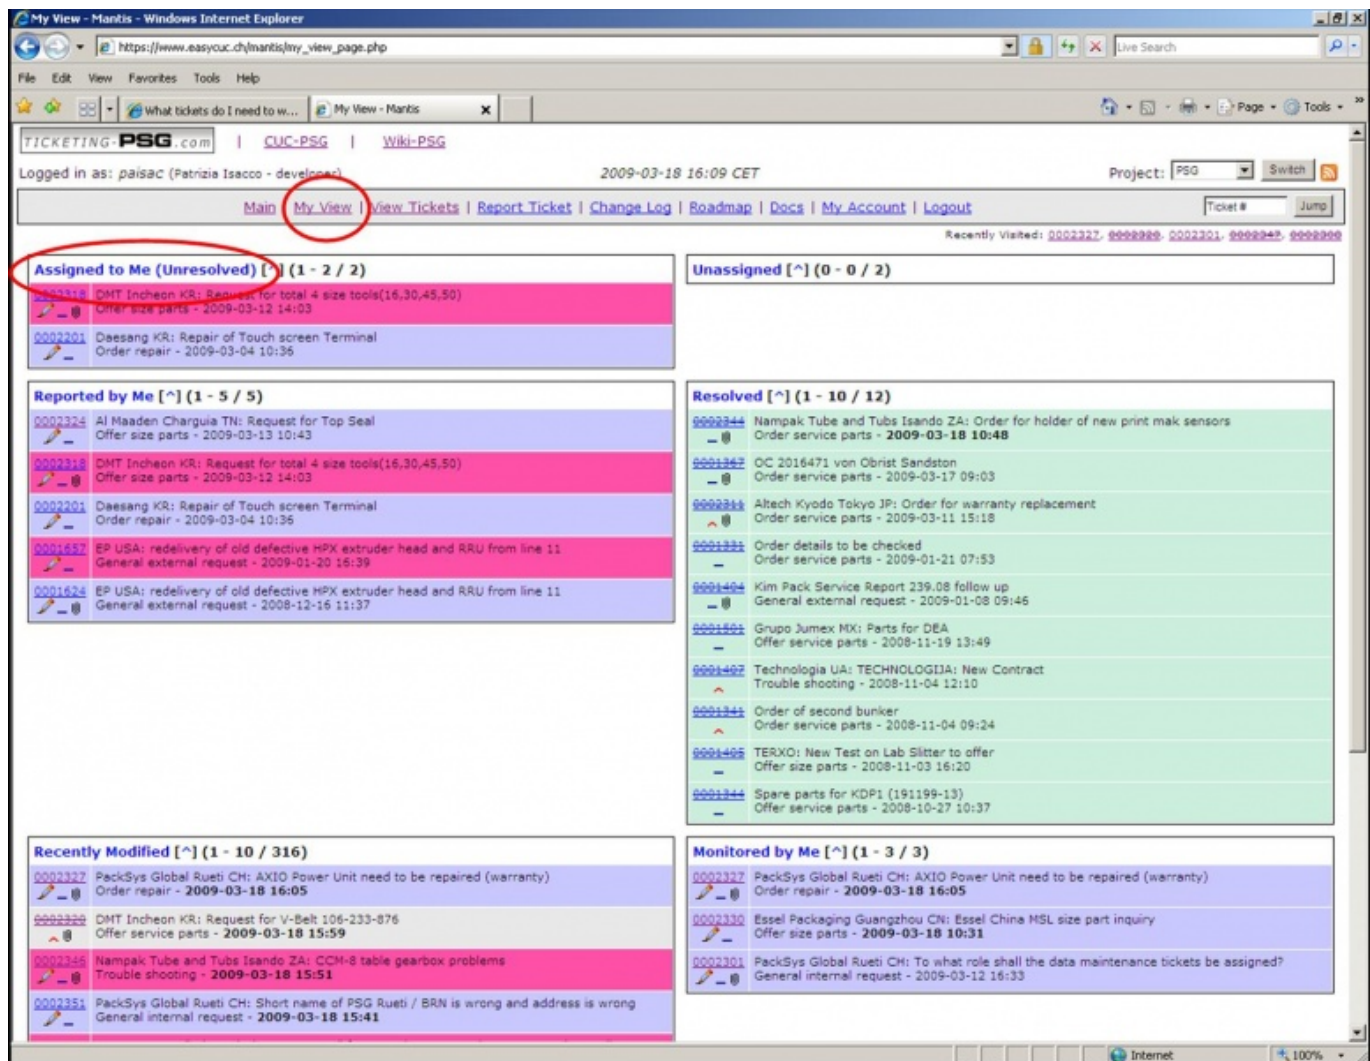 My View - Mantis - Windows Internet Explorer
https://www.easycuc.ch/mantis/my_view_page.php
Live Search
File Edit View Favorites Tools Help
What tickets do I need to w... My View - Mantis Page Tools
TICKETING-PSG.com | CUC-PSG | Wiki-PSG
Logged in as: paisac (Patrizia Isacco - developer) 2009-03-18 16:09 CET Project: PSG Switch
Main | My View | View Tickets | Report Ticket | Change Log | Roadmap | Docs | My Account | Logout Ticket # Jump
Recently Visited: 0002327, 0002320, 0002301, 0002347, 0002300
Assigned to Me (Unresolved) [^] (1 - 2 / 2)
0002318 DMT Incheon KR: Request for total 4 size tools(16,30,45,50)
Offer size parts - 2009-03-12 14:03
0002201 Daesang KR: Repair of Touch screen Terminal
Order repair - 2009-03-04 10:36
Unassigned [^] (0 - 0 / 2)
Reported by Me [^] (1 - 5 / 5)
0002324 Al Maaden Charguia TN: Request for Top Seal
Offer size parts - 2009-03-13 10:43
0002318 DMT Incheon KR: Request for total 4 size tools(16,30,45,50)
Offer size parts - 2009-03-12 14:03
0002201 Daesang KR: Repair of Touch screen Terminal
Order repair - 2009-03-04 10:36
0001657 EP USA: redelivery of old defective HPX extruder head and RRU from line 11
General external request - 2009-01-20 16:39
0001624 EP USA: redelivery of old defective HPX extruder head and RRU from line 11
General external request - 2008-12-16 11:37
Resolved [^] (1 - 10 / 12)
0002344 Nampak Tube and Tubs Isando ZA: Order for holder of new print mak sensors
Order service parts - 2009-03-18 10:48
0001367 OC 2016471 von Obrist Sandston
Order service parts - 2009-03-17 09:03
0002311 Altech Kyodo Tokyo JP: Order for warranty replacement
Order service parts - 2009-03-11 15:18
0001331 Order details to be checked
Order service parts - 2009-01-21 07:53
0001404 Kim Pack Service Report 239.08 follow up
General external request - 2009-01-08 09:46
0001501 Grupo Jumex MX: Parts for DEA
Offer service parts - 2008-11-19 13:49
0001407 Technologia UA: TECHNOLOGIJA: New Contract
Trouble shooting - 2008-11-04 12:10
0001341 Order of second bunker
Order service parts - 2008-11-04 09:24
0001405 TERXO: New Test on Lab Slitter to offer
Offer size parts - 2008-11-03 16:20
0001344 Spare parts for KDP1 (191199-13)
Offer service parts - 2008-10-27 10:37
Recently Modified [^] (1 - 10 / 316)
0002327 PackSys Global Rueti CH: AXIO Power Unit need to be repaired (warranty)
Order repair - 2009-03-18 16:05
0002320 DMT Incheon KR: Request for V-Belt 106-233-876
Offer service parts - 2009-03-18 15:59
0002346 Nampak Tube and Tubs Isando ZA: CCM-8 table gearbox problems
Trouble shooting - 2009-03-18 15:51
0002351 PackSys Global Rueti CH: Short name of PSG Rueti / BRN is wrong and address is wrong
General internal request - 2009-03-18 15:41
Monitored by Me [^] (1 - 3 / 3)
0002327 PackSys Global Rueti CH: AXIO Power Unit need to be repaired (warranty)
Order repair - 2009-03-18 16:05
0002330 Essel Packaging Guangzhou CN: Essel China MSL size part inquiry
Offer size parts - 2009-03-18 10:31
0002301 PackSys Global Rueti CH: To what role shall the data maintenance tickets be assigned?
General internal request - 2009-03-12 16:33
Internet 100%